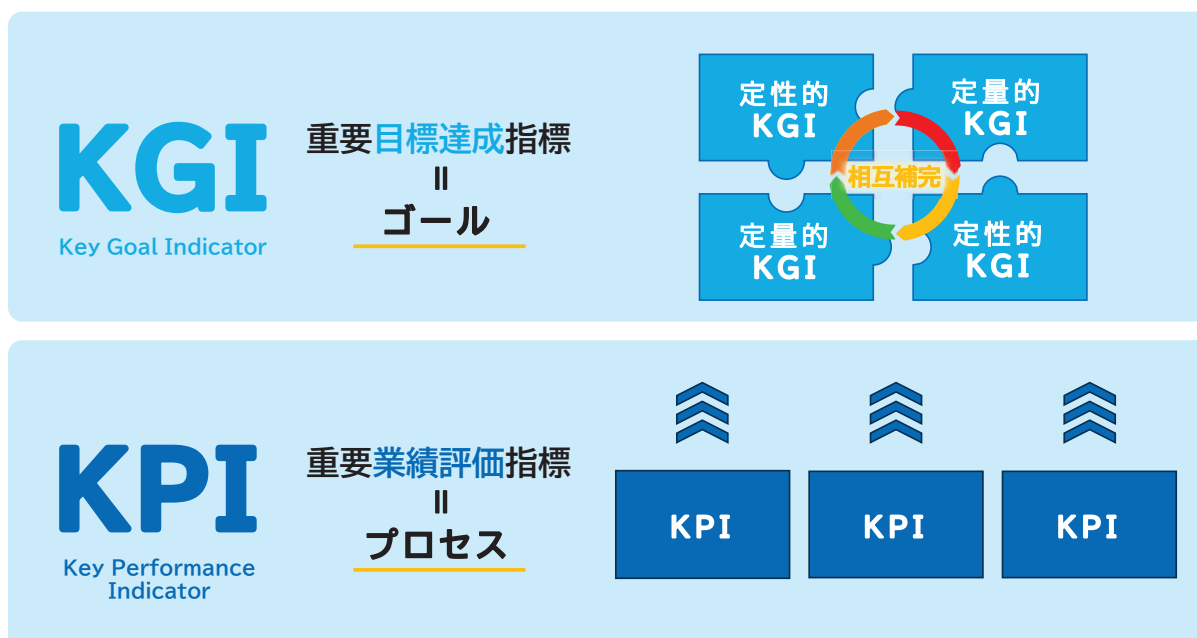 KGI
Key Goal Indicator
重要目標達成指標
=
ゴール
定性的
KGI
定量的
KGI
相互補完
定量的
KGI
定性的
KGI
KPI
Key Performance
Indicator
重要業績評価指標
=
プロセス
KPI
KPI
KPI